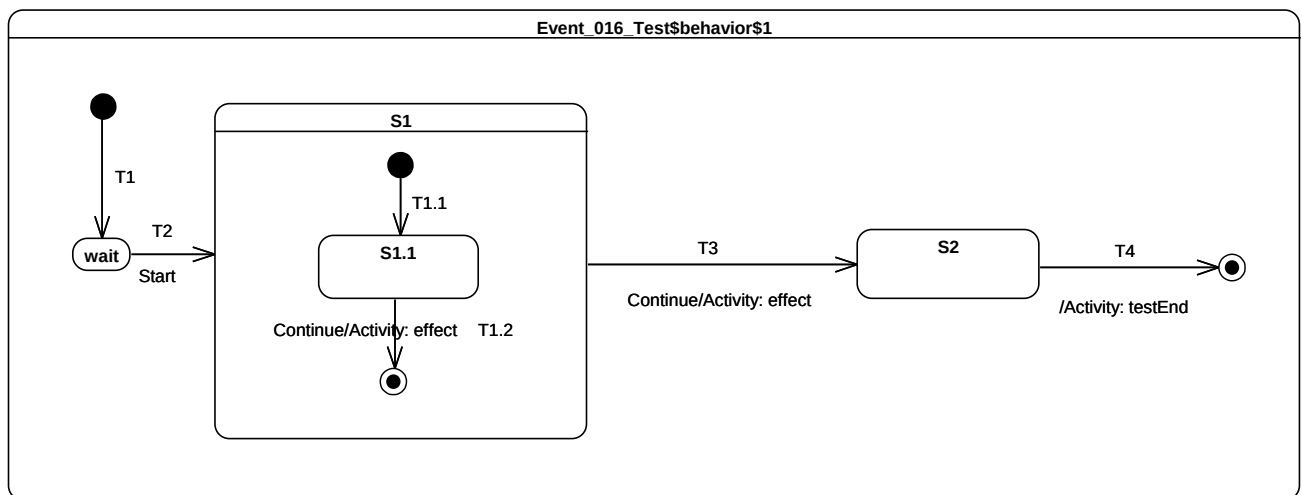 Event_016_Test$behavior$1
S1
T1
T1.1
T2
wait
Start
S1.1
T3
S2
T4
Continue/Activity: effect
/Activity: testEnd
Continue/Activity: effect T1.2